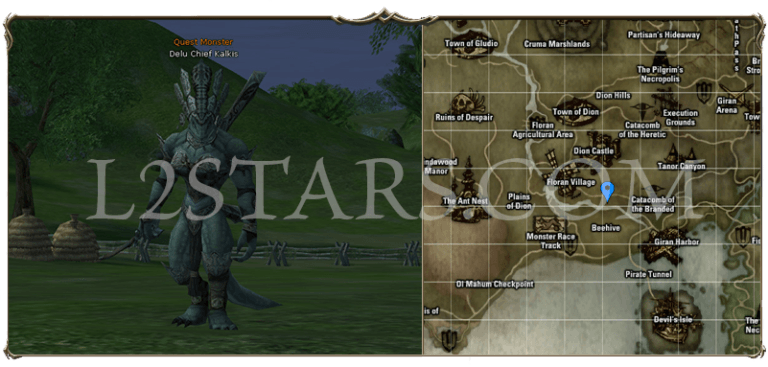 Quest Monster
Delu Chief Kalkis
L2STARS.COM
Town of Gludio
Cruma Marshlands
Partisan's Hideaway
The Pilgrim's
Necropolis
Dion Hills
Ruins of Despair
Town of Dion
Floran
Agricultural Area
Catacomb
of the Heretic
Execution
Grounds
Giran
Arena
Dion Castle
Tanor Canyon
Manor
Floran Village
The Ant Nest
Plains
of Dion
Catacomb of
the Branded
Monster Race
Track
Beehive
Giran Harbor
Pirate Tunnel
Ol Mahum Checkpoint
Devil's Isle